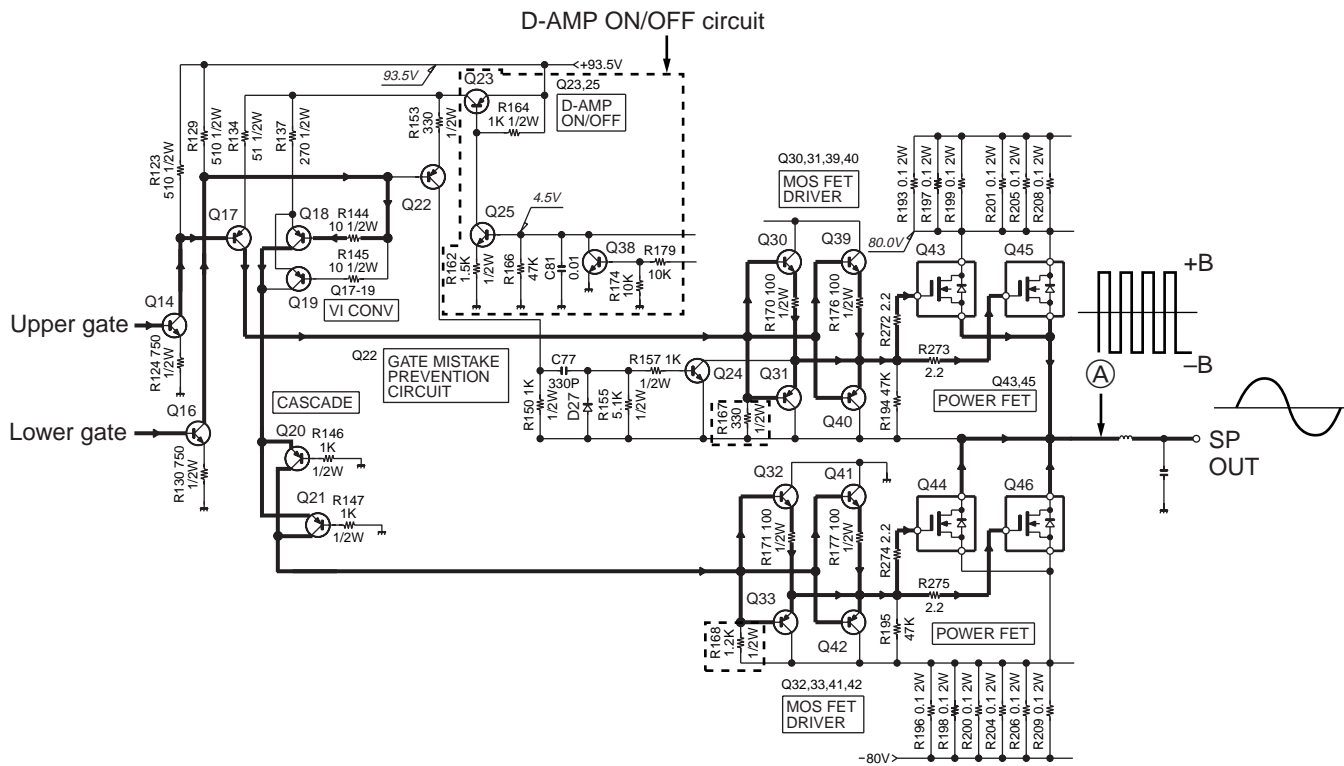 D-AMP ON/OFF circuit
93.5V
+93.5V
Q23
Q23,25
D-AMP
ON/OFF
R164
1K 1/2W
R153
330
1/2W
R123
510 1/2W
R129
510 1/2W
R134
51 1/2W
R137
270 1/2W
Q22
Q17
Q18
R144
10 1/2W
R145
10 1/2W
Q19
Q17-19
VI CONV
Q25
4.5V
R162
1.5K
1/2W
R166
47K
C81
0.01
Q38
R174
10K
R179
10K
Q30,31,39,40
MOS FET
DRIVER
Q30
Q39
R170 100
1/2W
R176 100
1/2W
R193 0.1 2W
R197 0.1 2W
R199 0.1 2W
R201 0.1 2W
R205 0.1 2W
R208 0.1 2W
80.0V
Q43
Q45
+B
−B
Q14
Upper gate
R124 750
1/2W
Q22
GATE MISTAKE
PREVENTION
CIRCUIT
C77
330P
R157 1K
1/2W
Q24
R150 1K
1/2W
D27
R155
5.1K
Q31
R167
330
1/2W
Q40
R272 2.2
R273
2.2
R194 47K
Q43,45
POWER FET
A
SP
OUT
Q16
Lower gate
R130 750
1/2W
CASCADE
Q20
R146
1K
1/2W
Q21
R147
1K
1/2W
Q32
Q41
R171 100
1/2W
R177 100
1/2W
Q44
Q46
R274 2.2
R275
2.2
Q33
R168
1.2K
1/2W
Q42
R195
47K
POWER FET
Q32,33,41,42
MOS FET
DRIVER
R196 0.1 2W
R198 0.1 2W
R200 0.1 2W
R204 0.1 2W
R206 0.1 2W
R209 0.1 2W
−80V